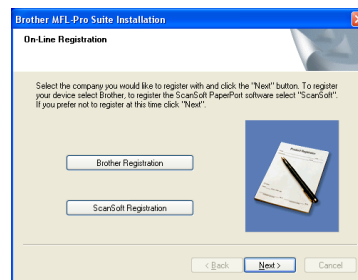 Brother MFL-Pro Suite Installation
On-Line Registration
Select the company you would like to register with and click the "Next" button. To register
your device select Brother, to register the ScanSoft PaperPort software select "ScanSoft".
If you prefer not to register at this time click "Next".
Brother Registration
Product Registration
ScanSoft Registration
< Back
Next >
Cancel